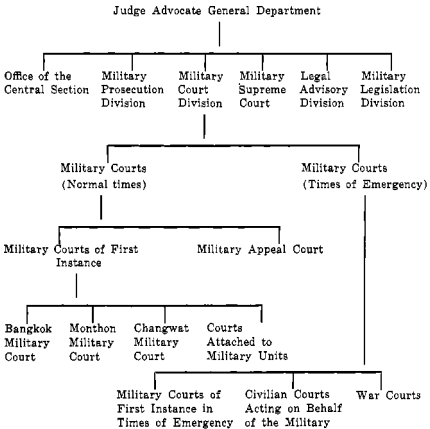 Judge Advocate General Department
Office of the
Central Section
Military
Prosecution
Division
Military
Court
Division
Military
Supreme
Court
Legal
Advisory
Division
Military
Legislation
Division
Military Courts
(Normal times)
Military Courts
(Times of Emergency)
Military Courts of First
Instance
Military Appeal Court
Bangkok
Military
Court
Monthon
Military
Court
Changwat
Military
Court
Courts
Attached to
Military Units
Military Courts of
First Instance in
Times of Emergency
Civilian Courts
Acting on Behalf
of the Military
War Courts